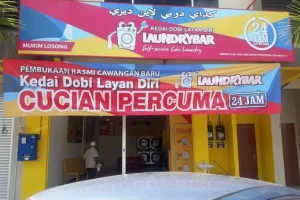 كداي دوبي لاين ديري
KEDAI DOBI LAYAN DIRI
LAUNDRYBAR
Self-service Coin Laundry
MUKIM LOSONG
24 JAM
PEMBUKAAN RASMI CAWANGAN BARU
Kedai Dobi Layan Diri
LAUNDRYBAR
CUCIAN PERCUMA
24 JAM